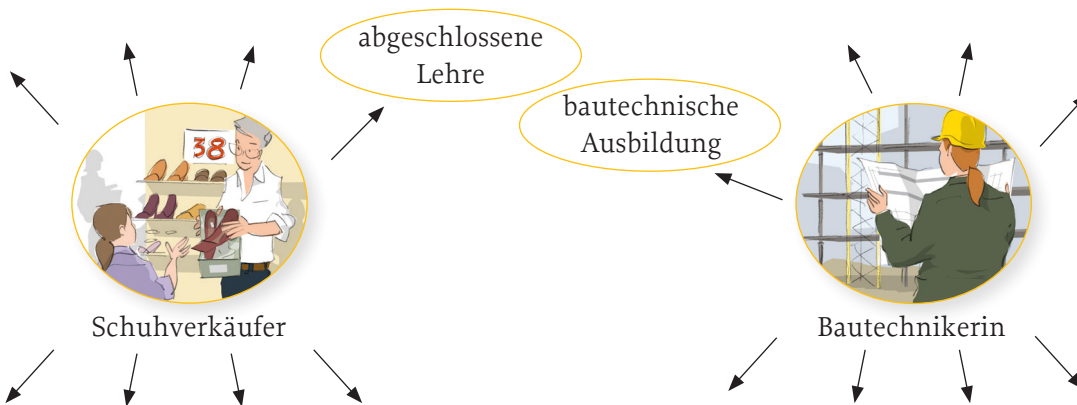 abgeschlossene
Lehre
bautechnische
Ausbildung
38
Schuhverkäufer
Bautechnikerin